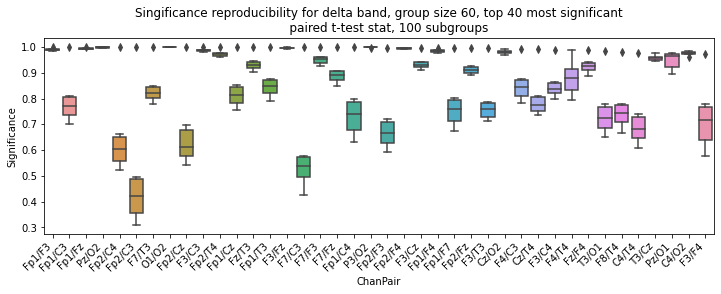 Singificance reproducibility for delta band, group size 60, top 40 most significant
paired t-test stat, 100 subgroups
Significance
1.0
0.9
0.8
0.7
0.6
0.5
0.4
0.3
Fp1/F3
Fp1/C3
Fp1/Fz
Pz/O2
Fp2/C4
Fp2/C3
F7/T3
O1/O2
Fp2/Cz
F3/C3
Fp2/T4
Fp1/Cz
Fz/T3
Fp1/T3
F3/Fz
F7/C3
F7/F3
F7/Fz
Fp1/C4
P3/O2
Fp2/F3
Fp2/F4
F3/Cz
Fp1/F4
Fp1/F7
Fp2/Fz
F3/T3
Cz/O2
F4/C3
Cz/T4
F3/C4
F4/T4
Fz/F4
T3/O1
F8/T4
C4/T4
T3/Cz
Pz/O1
C4/O2
F3/F4
ChanPair